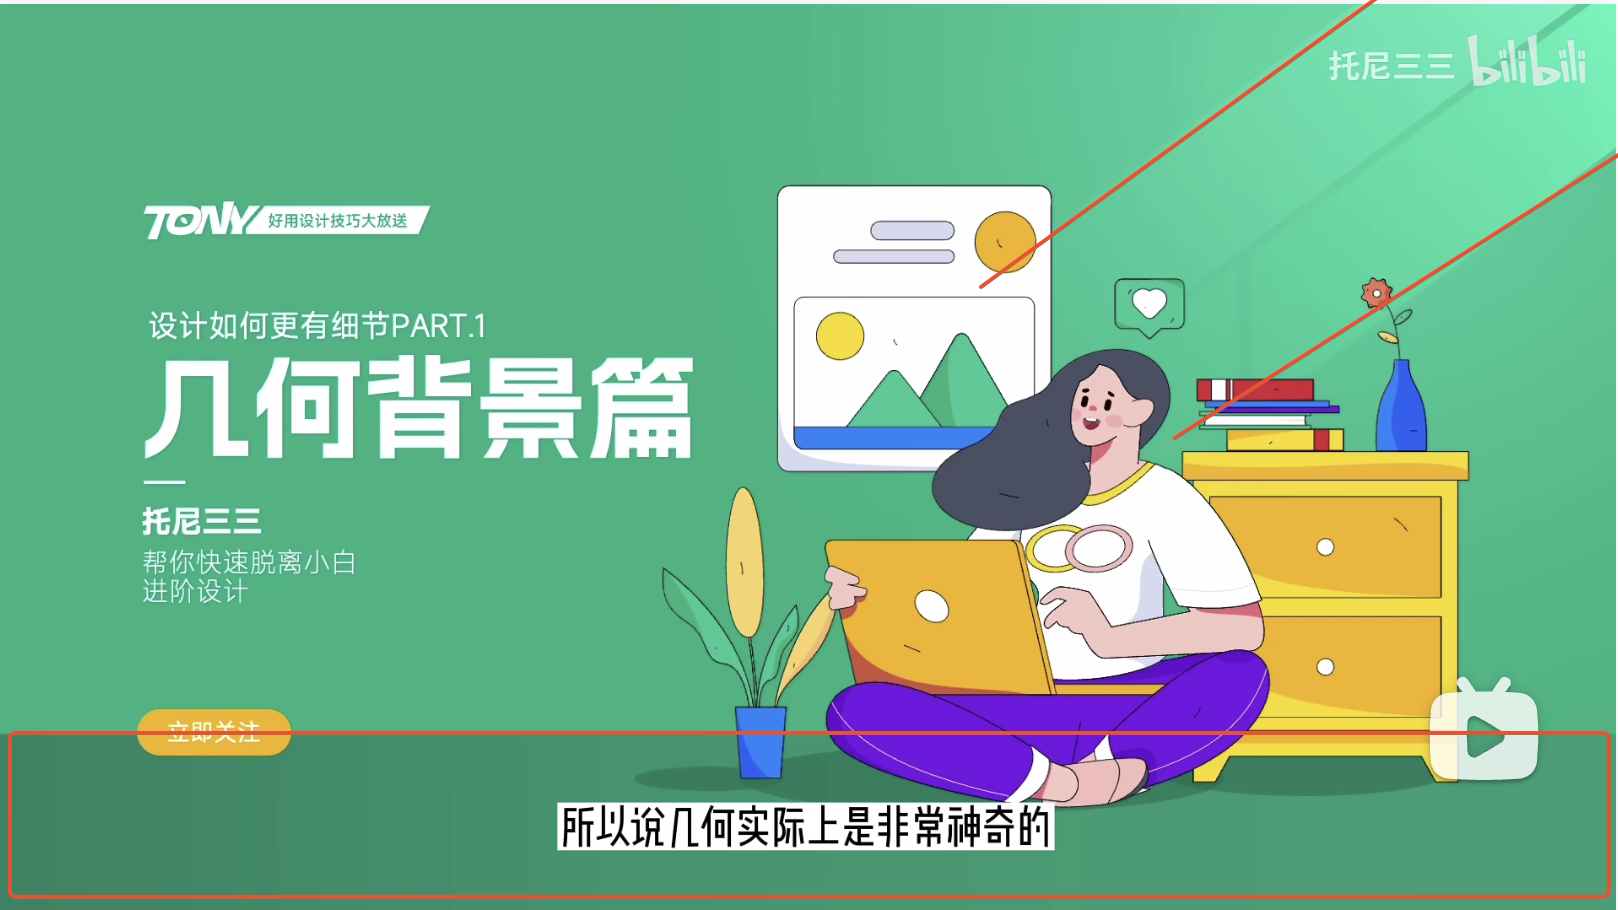 托尼三三 bilibili
TONY 好用设计技巧大放送
设计如何更有细节PART.1
几何背景篇
托尼三三
帮你快速脱离小白
进阶设计
立即关注
所以说几何实际上是非常神奇的